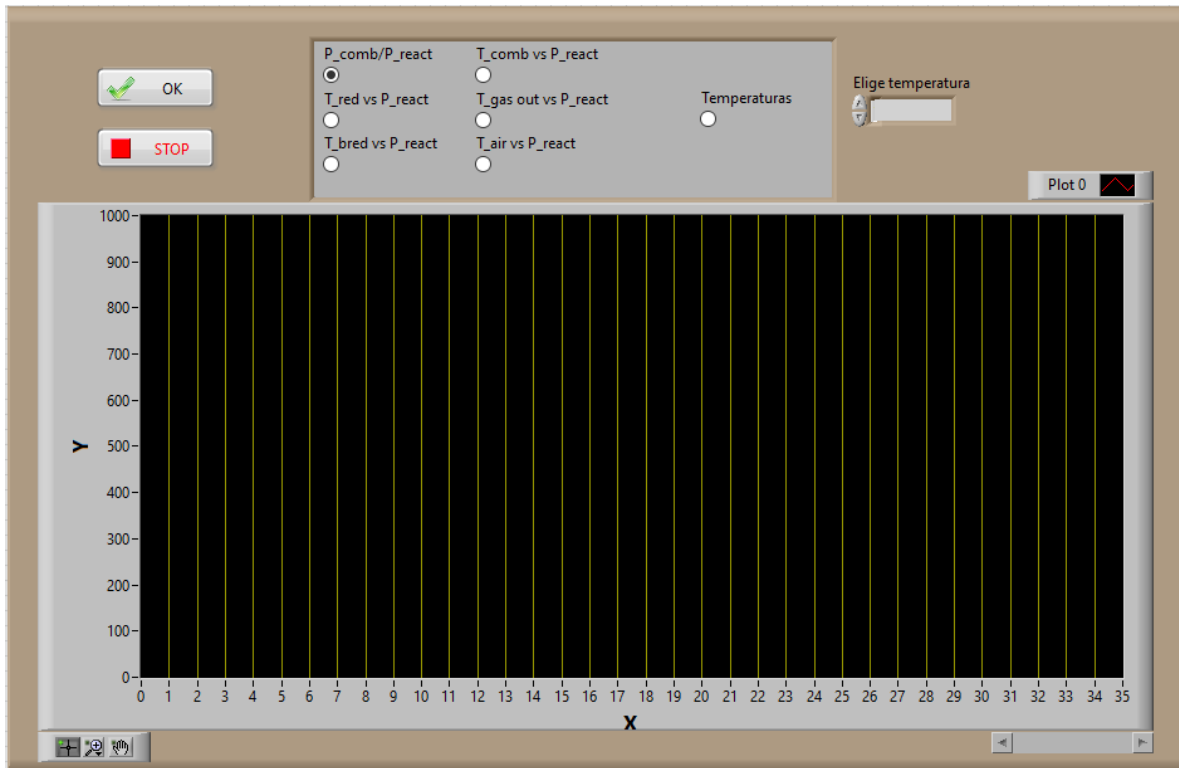 OK
STOP
P_comb/P_react T_comb vs P_react
T_red vs P_react T_gas out vs P_react Temperaturas
T_bred vs P_react T_air vs P_react
Elige temperatura
Plot 0
1000
900
800
700
600
500
400
300
200
100
0
Y
0 1 2 3 4 5 6 7 8 9 10 11 12 13 14 15 16 17 18 19 20 21 22 23 24 25 26 27 28 29 30 31 32 33 34 35
X